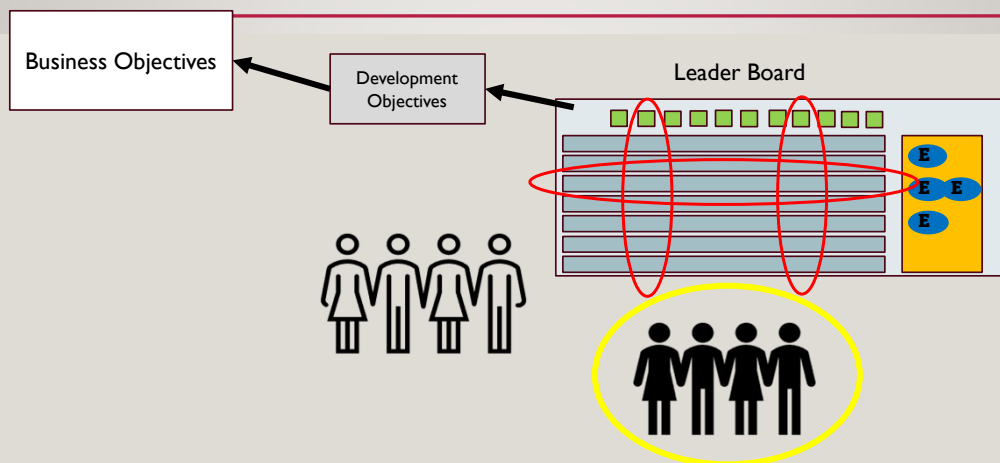 Business Objectives
Development
Objectives
Leader Board
E
E E
E